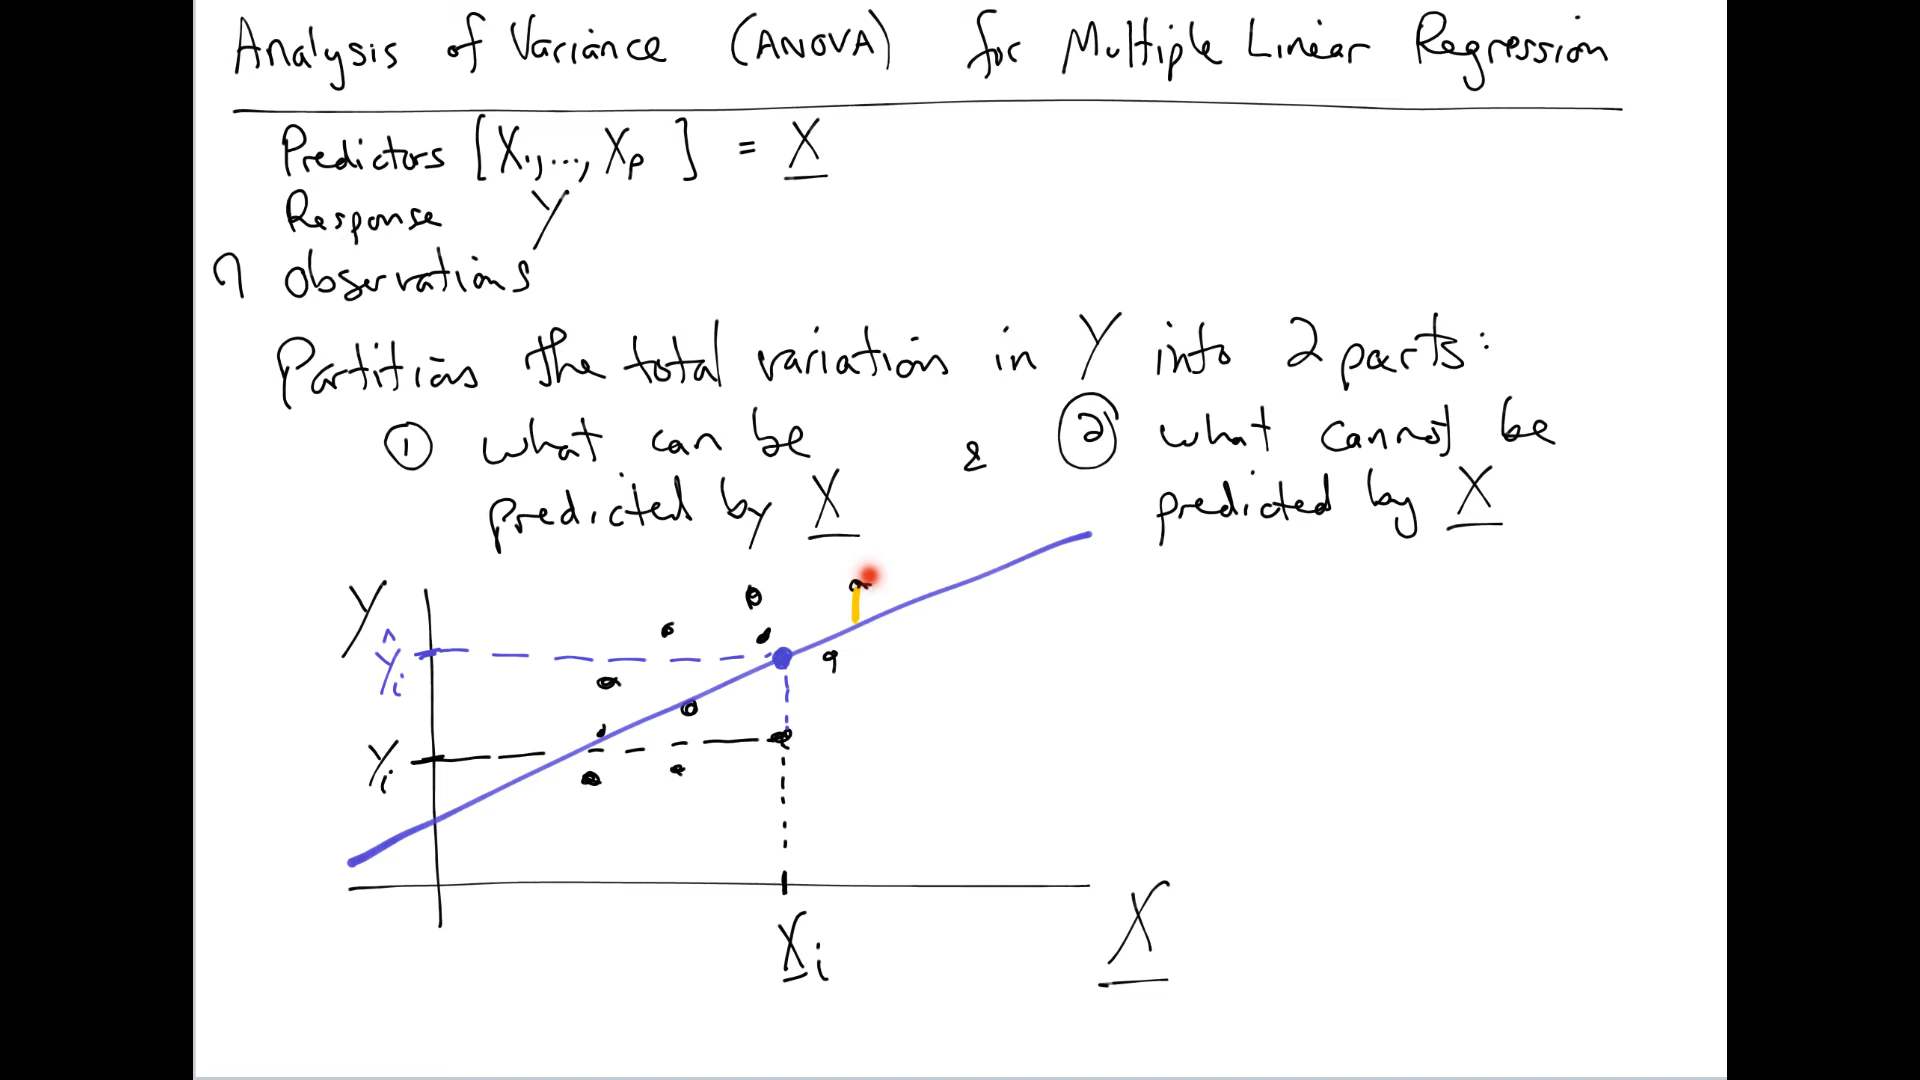 Analysis of Variance (ANOVA) for Multiple Linear Regression
Predictors [X1,..., Xp] = X
Response Y
n observations
Partitions the total variation in Y into 2 parts:
① what can be predicted by X & ② what cannot be predicted by X
Y
Ŷi
Yi
Xi
X